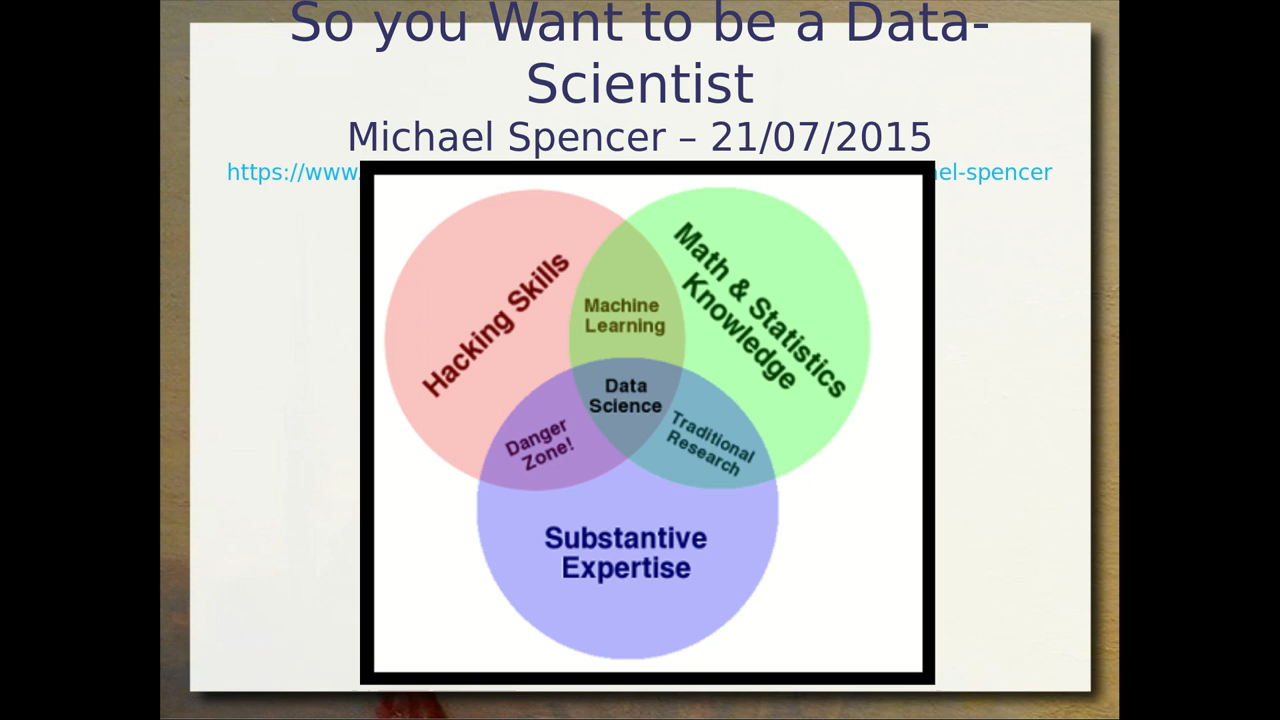 So you Want to be a Data-
Scientist
Michael Spencer – 21/07/2015
https://www. el-spencer
Hacking Skills
Math & Statistics
Knowledge
Machine
Learning
Data
Science
Danger
Zone!
Traditional
Research
Substantive
Expertise